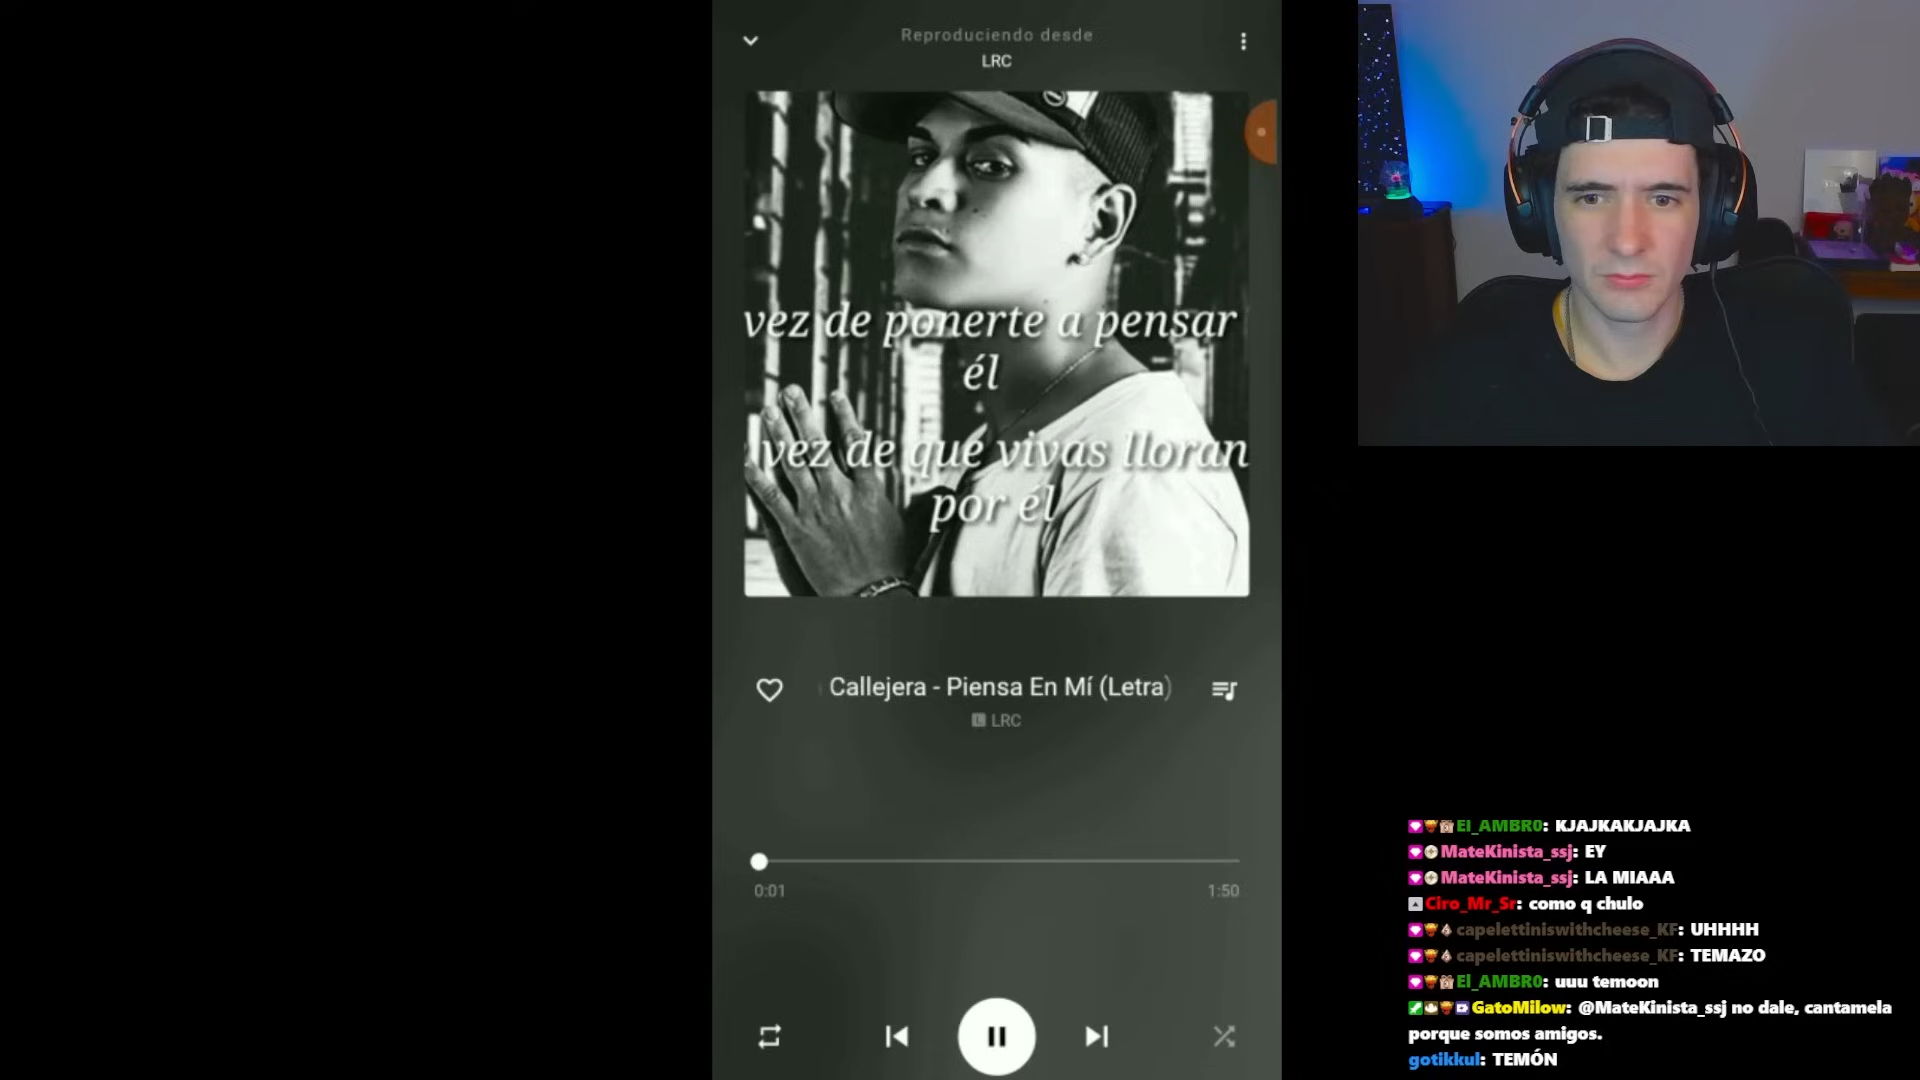 Reproduciendo desde
LRC
vez de ponerte a pensar
él
vez de que vivas lloran
por él
Callejera - Piensa En Mí (Letra)
LRC
0:01
1:50
El_AMBR0: KJAJKAKJAJKA
MateKinista_ssj: EY
MateKinista_ssj: LA MIAAA
Ciro_Mr_Sr: como q chulo
capelettiniswithcheese_KF: UHHHH
capelettiniswithcheese_KF: TEMAZO
El_AMBR0: uuu temoon
GatoMilow: @MateKinista_ssj no dale, cantamela
porque somos amigos.
gotikkul: TEMÓN